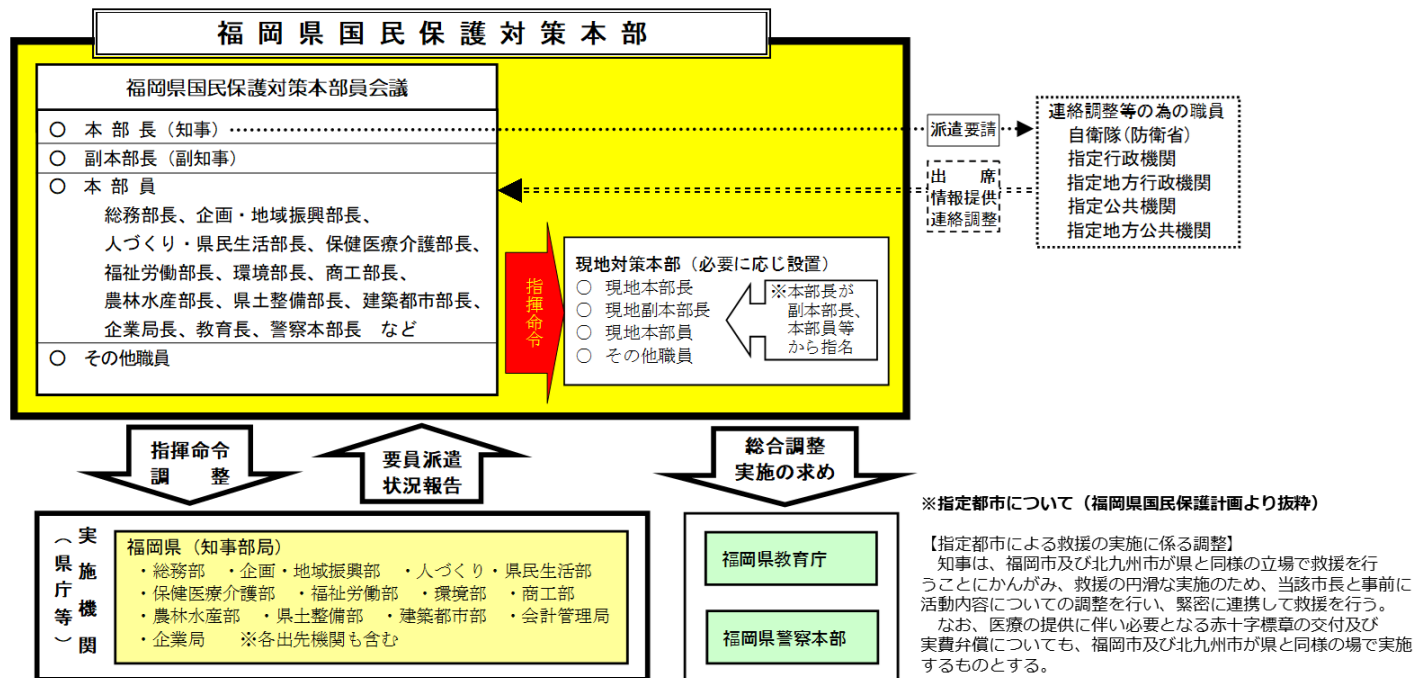 福岡県国民保護対策本部
福岡県国民保護対策本部員会議
○ 本部長（知事）
○ 副本部長（副知事）
○ 本部員
総務部長、企画・地域振興部長、
人づくり・県民生活部長、保健医療介護部長、
福祉労働部長、環境部長、商工部長、
農林水産部長、県土整備部長、建築都市部長、
企業局長、教育長、警察本部長　など
○ その他職員
派遣要請
出　席
情報提供
連絡調整
連絡調整等の為の職員
自衛隊（防衛省）
指定行政機関
指定地方行政機関
指定公共機関
指定地方公共機関
指揮命令
現地対策本部（必要に応じ設置）
○ 現地本部長
○ 現地副本部長
○ 現地本部員
○ その他職員
※本部長が
副本部長、
本部員等
から指名
指揮命令
調　整
要員派遣
状況報告
総合調整
実施の求め
実施機関
（県庁等）
福岡県（知事部局）
・総務部　・企画・地域振興部　・人づくり・県民生活部
・保健医療介護部　・福祉労働部　・環境部　・商工部
・農林水産部　・県土整備部　・建築都市部　・会計管理局
・企業局　　※各出先機関も含む
福岡県教育庁
福岡県警察本部
※指定都市について（福岡県国民保護計画より抜粋）
【指定都市による救援の実施に係る調整】
知事は、福岡市及び北九州市が県と同様の立場で救援を行
うことにかんがみ、救援の円滑な実施のため、当該市長と事前に
活動内容についての調整を行い、緊密に連携して救援を行う。
なお、医療の提供に伴い必要となる赤十字標章の交付及び
実費弁償についても、福岡市及び北九州市が県と同様の場で実施
するものとする。